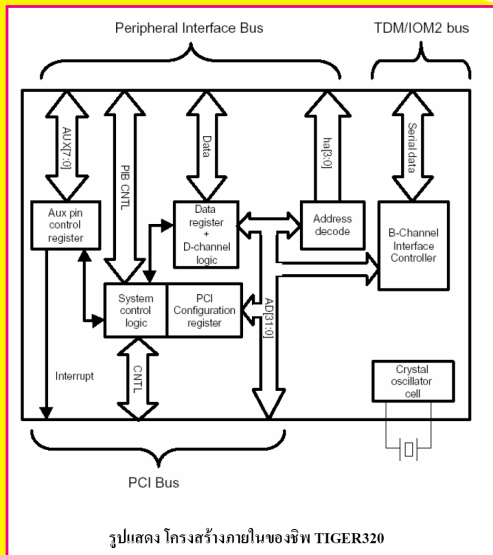 Peripheral Interface Bus
TDM/IOM2 bus
AUX[7:0]
PIB CNTL
Data
ha[3:0]
Serial data
Aux pin
control
register
Data
register
+
D-channel
logic
Address
decode
B-Channel
Interface
Controller
System
control
logic
PCI
Configuration
register
AD[31:0]
Interrupt
CNTL
Crystal
oscillator
cell
PCI Bus
รูปแสดง โครงสร้างภายในของชิพ TIGER320